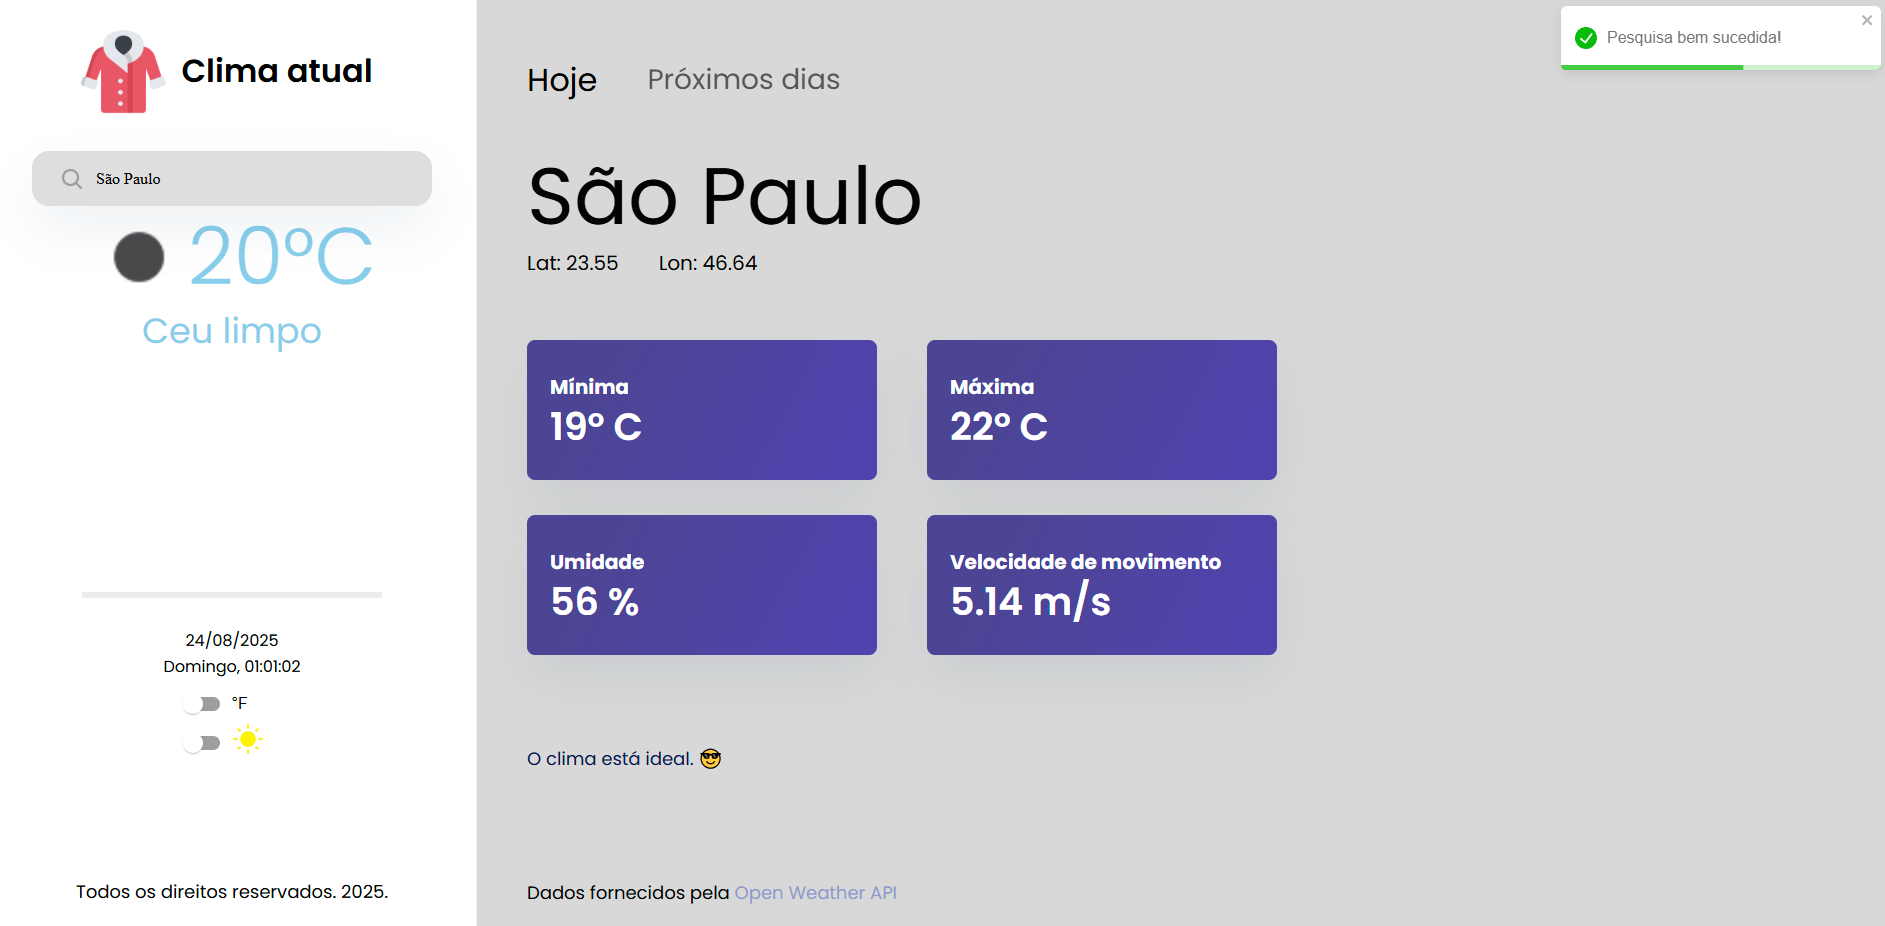 Clima atual
São Paulo
20°C
Ceu limpo
24/08/2025
Domingo, 01:01:02
°F
Todos os direitos reservados. 2025.
Hoje
Próximos dias
São Paulo
Lat: 23.55 Lon: 46.64
Mínima
19° C
Máxima
22° C
Umidade
56 %
Velocidade de movimento
5.14 m/s
O clima está ideal. 😎
Dados fornecidos pela Open Weather API
Pesquisa bem sucedida!